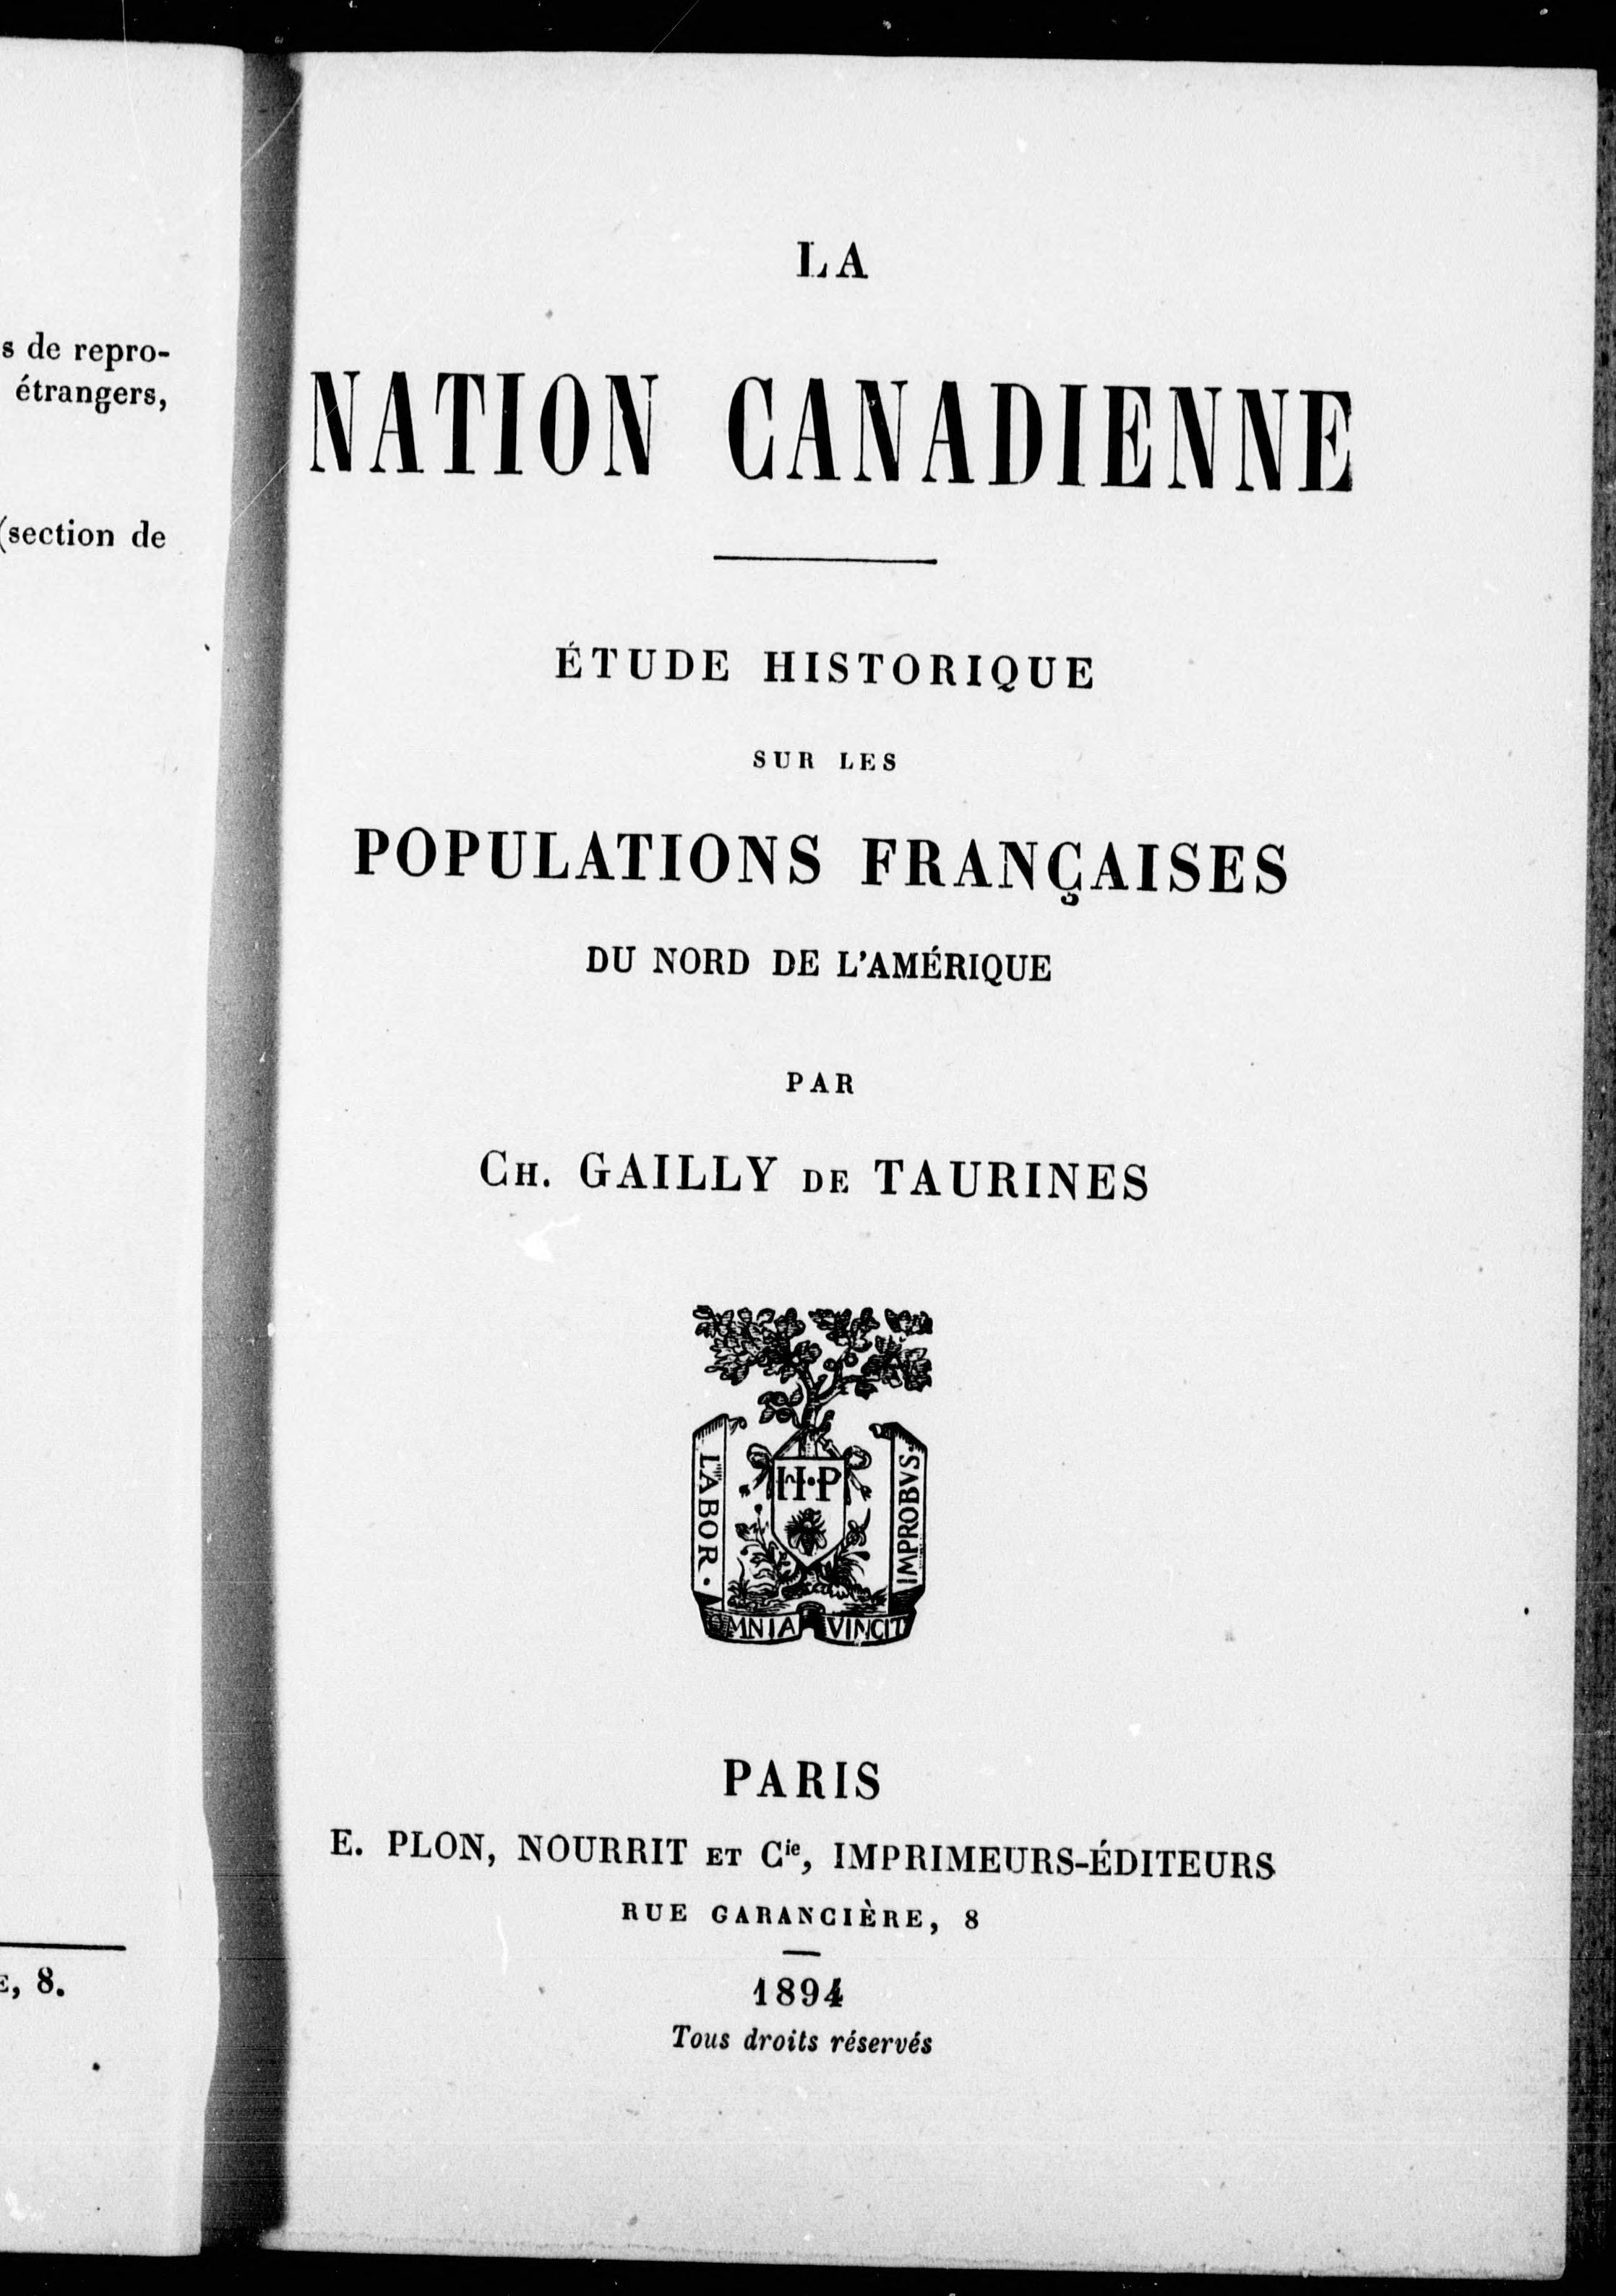 s de repro-
étrangers,
(section de
E, 8.
LA
NATION CANADIENNE
ÉTUDE HISTORIQUE
SUR LES
POPULATIONS FRANÇAISES
DU NORD DE L'AMÉRIQUE
PAR
CH. GAILLY DE TAURINES
LABOR.
H·P
IMPROBVS
OMNIA VINCIT
PARIS
E. PLON, NOURRIT ET Cie, IMPRIMEURS-ÉDITEURS
RUE GARANCIÈRE, 8
1894
Tous droits réservés